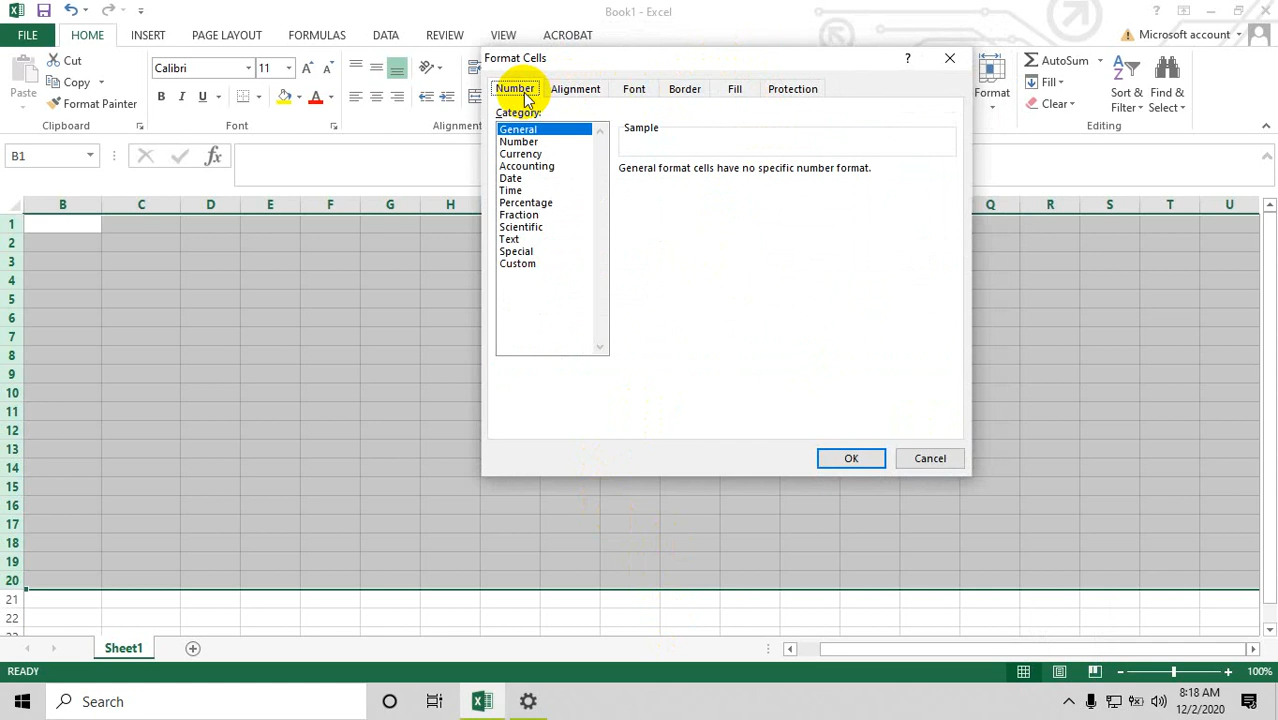 Book1 - Excel
FILE HOME INSERT PAGE LAYOUT FORMULAS DATA REVIEW VIEW ACROBAT Microsoft account
Paste
Cut
Copy
Format Painter
Clipboard
Calibri 11
B I U
A
Font
Alignment
Format
AutoSum
Fill
Clear
Sort & Filter
Find & Select
Editing
Format Cells
?
Number Alignment Font Border Fill Protection
Category:
General
Number
Currency
Accounting
Date
Time
Percentage
Fraction
Scientific
Text
Special
Custom
Sample
General format cells have no specific number format.
OK Cancel
B1
fx
B C D E F G H Q R S T U
1
2
3
4
5
6
7
8
9
10
11
12
13
14
15
16
17
18
19
20
21
22
Sheet1
READY 100%
Search
8:18 AM
12/2/2020